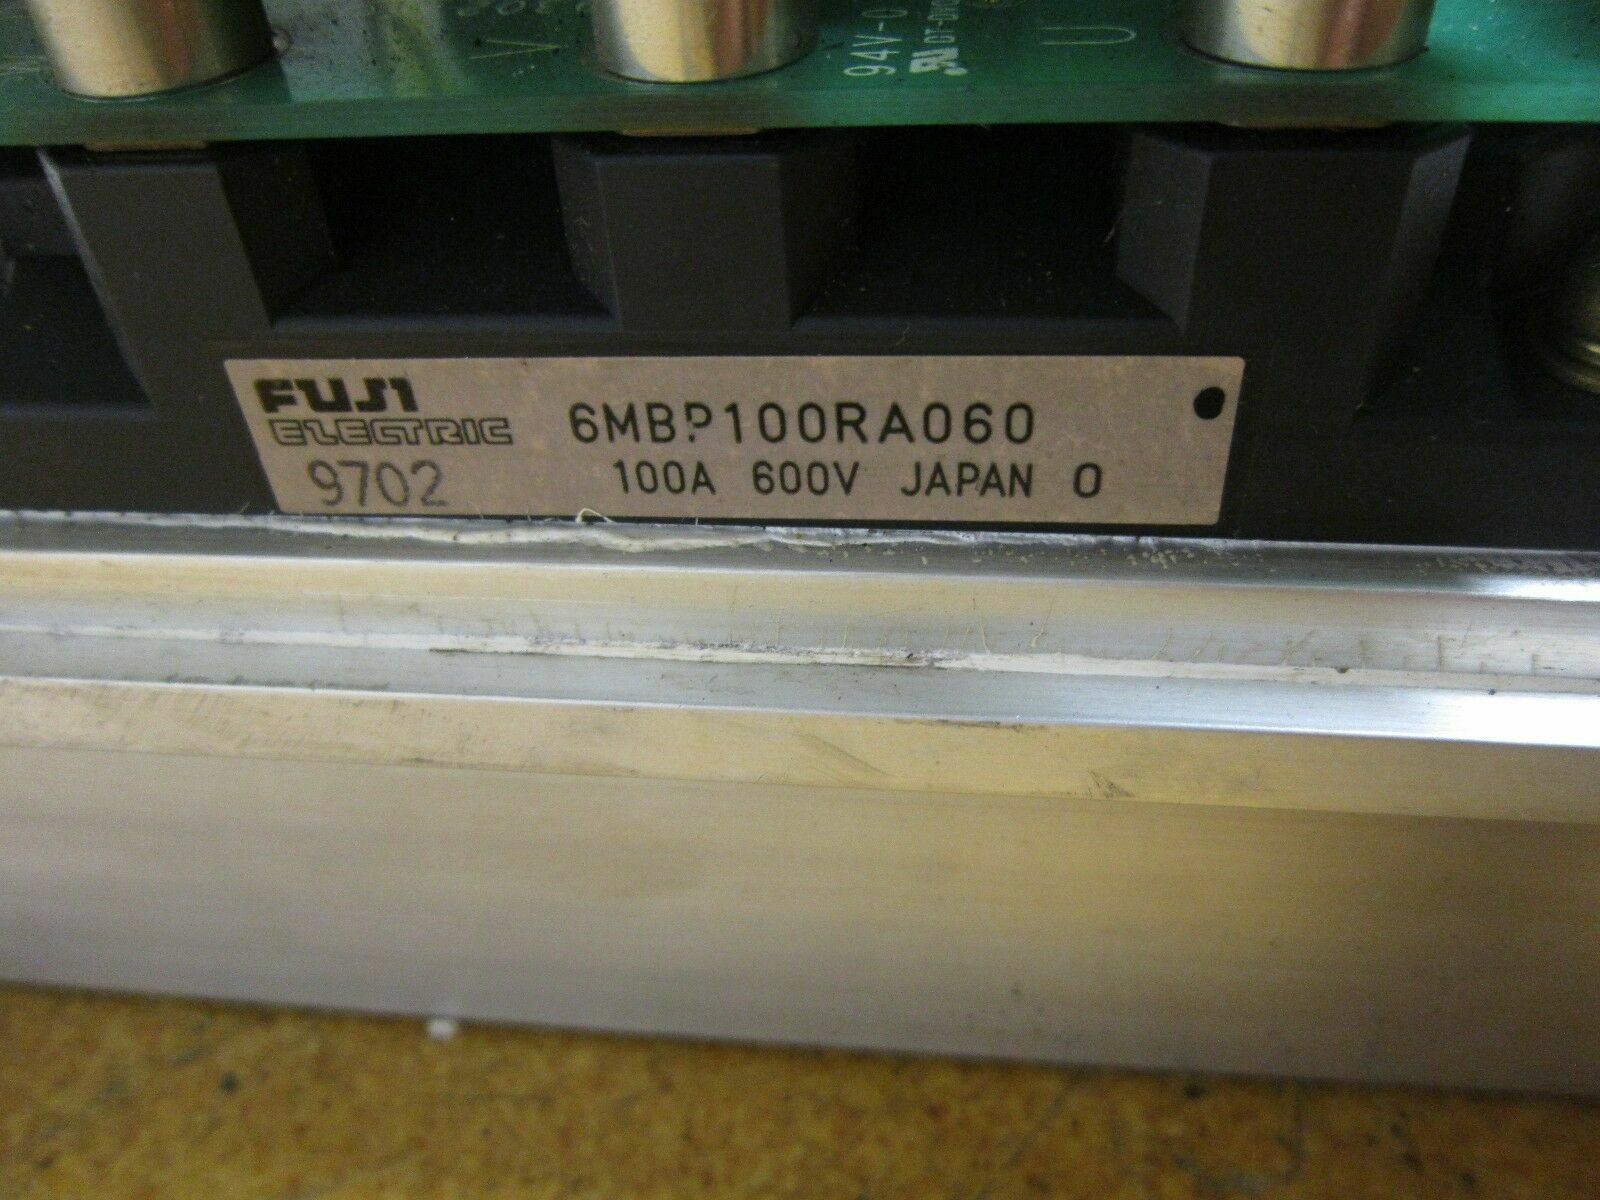 V
94V-0
U
FUJI
ELECTRIC
6MBP100RA060
9702
100A 600V JAPAN O